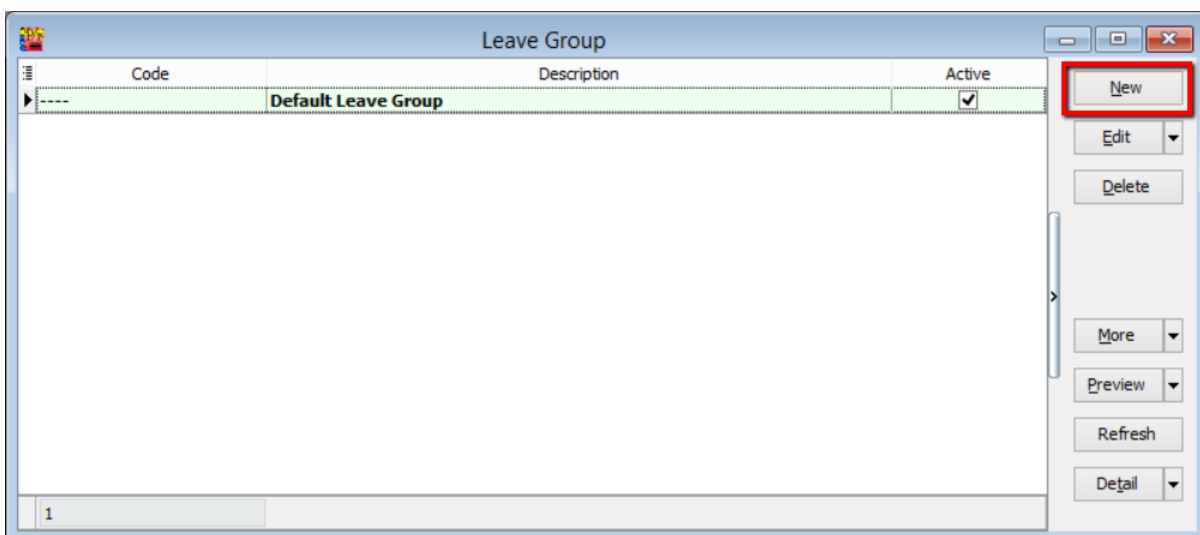 Leave Group
Code Description Active
---- Default Leave Group
New
Edit
Delete
More
Preview
Refresh
Detail
1